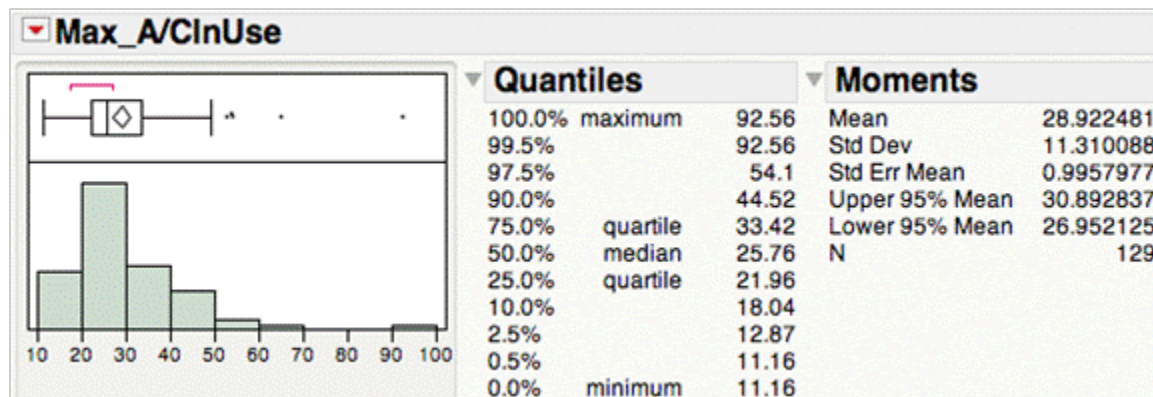 Max_A/CInUse
10 20 30 40 50 60 70 80 90 100
Quantiles
100.0% maximum 92.56
99.5% 92.56
97.5% 54.1
90.0% 44.52
75.0% quartile 33.42
50.0% median 25.76
25.0% quartile 21.96
10.0% 18.04
2.5% 12.87
0.5% 11.16
0.0% minimum 11.16
Moments
Mean 28.922481
Std Dev 11.310088
Std Err Mean 0.9957977
Upper 95% Mean 30.892837
Lower 95% Mean 26.952125
N 129